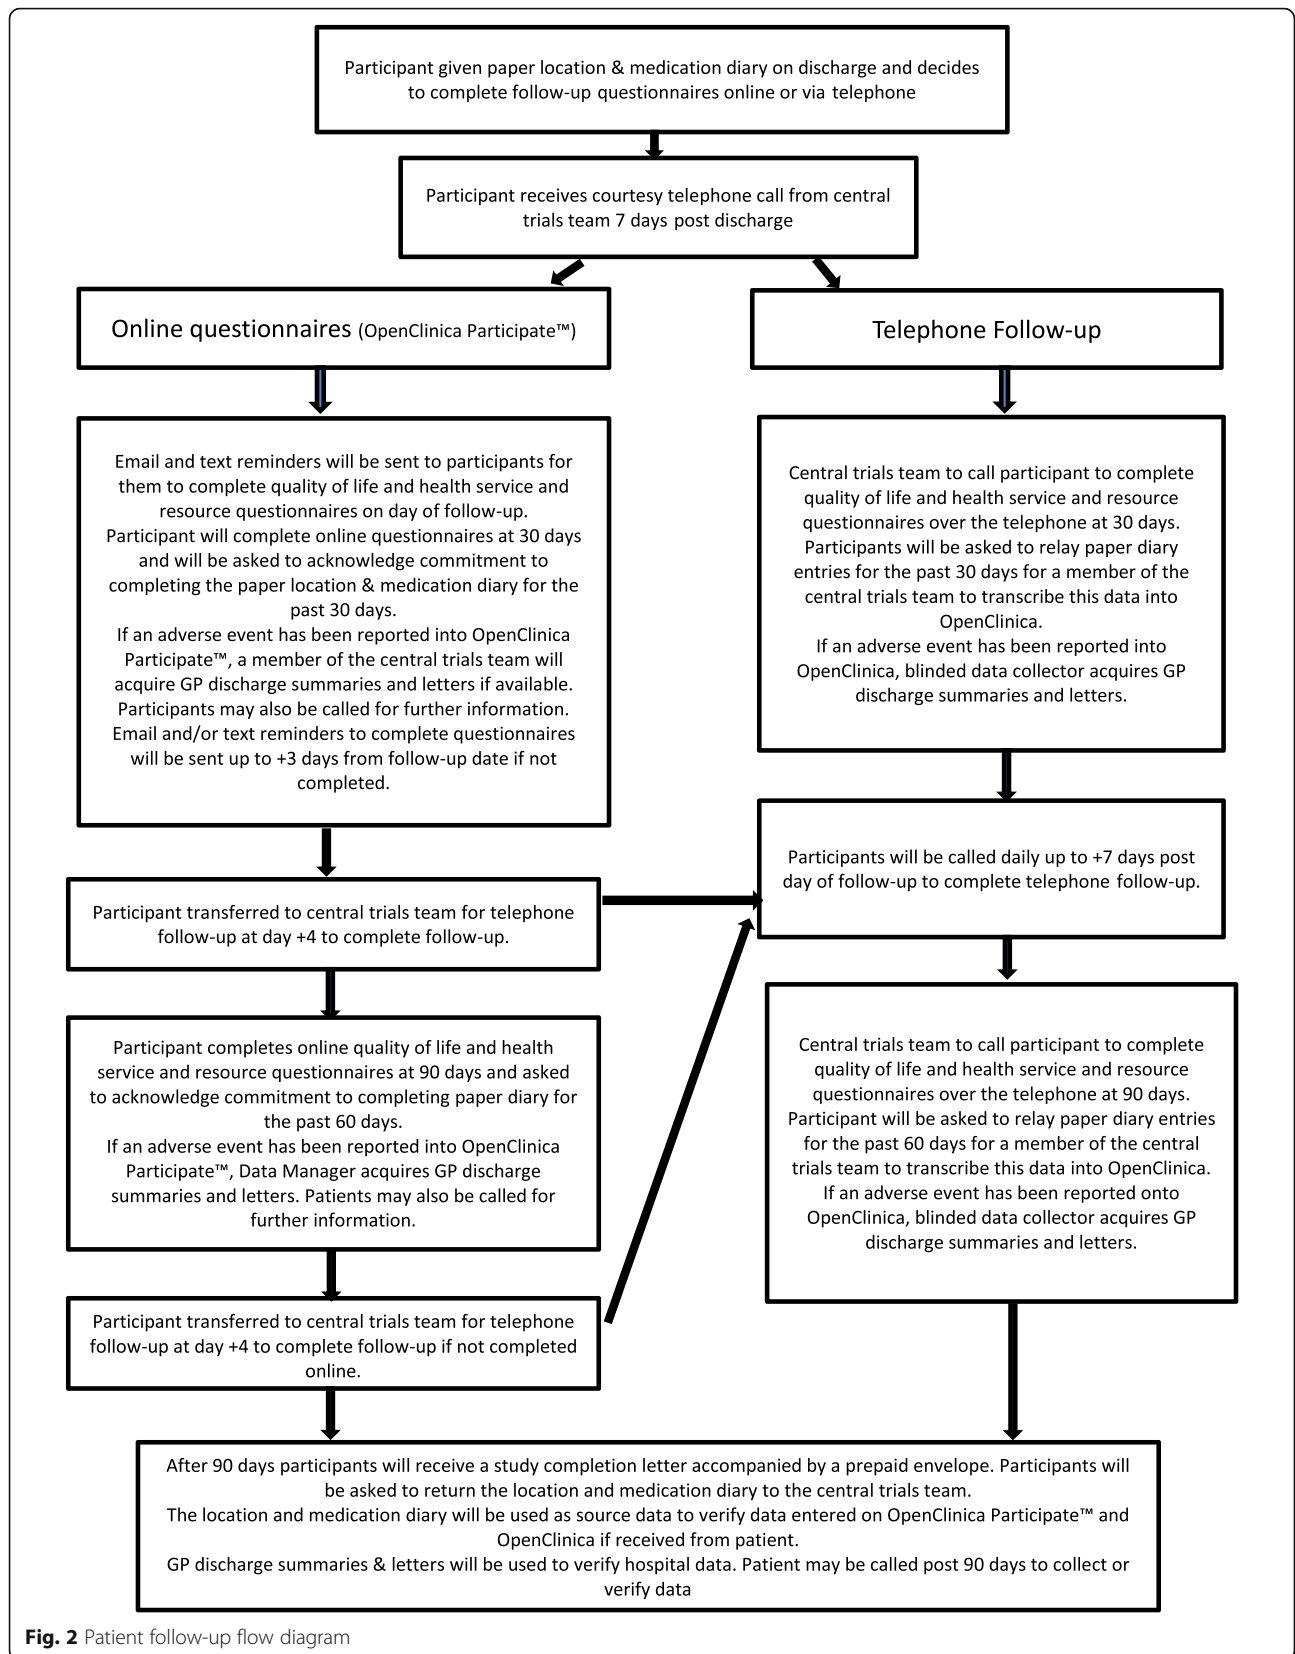 Participant given paper location & medication diary on discharge and decides
to complete follow-up questionnaires online or via telephone
Participant receives courtesy telephone call from central
trials team 7 days post discharge
Online questionnaires (OpenClinica Participate™)
Telephone Follow-up
Email and text reminders will be sent to participants for
them to complete quality of life and health service and
resource questionnaires on day of follow-up.
Participant will complete online questionnaires at 30 days
and will be asked to acknowledge commitment to
completing the paper location & medication diary for the
past 30 days.
If an adverse event has been reported into OpenClinica
Participate™, a member of the central trials team will
acquire GP discharge summaries and letters if available.
Participants may also be called for further information.
Email and/or text reminders to complete questionnaires
will be sent up to +3 days from follow-up date if not
completed.
Central trials team to call participant to complete
quality of life and health service and resource
questionnaires over the telephone at 30 days.
Participants will be asked to relay paper diary
entries for the past 30 days for a member of the
central trials team to transcribe this data into
OpenClinica.
If an adverse event has been reported into
OpenClinica, blinded data collector acquires GP
discharge summaries and letters.
Participants will be called daily up to +7 days post
day of follow-up to complete telephone follow-up.
Participant transferred to central trials team for telephone
follow-up at day +4 to complete follow-up.
Participant completes online quality of life and health
service and resource questionnaires at 90 days and asked
to acknowledge commitment to completing paper diary for
the past 60 days.
If an adverse event has been reported into OpenClinica
Participate™, Data Manager acquires GP discharge
summaries and letters. Patients may also be called for
further information.
Central trials team to call participant to complete
quality of life and health service and resource
questionnaires over the telephone at 90 days.
Participant will be asked to relay paper diary entries
for the past 60 days for a member of the central
trials team to transcribe this data into OpenClinica.
If an adverse event has been reported onto
OpenClinica, blinded data collector acquires GP
discharge summaries and letters.
Participant transferred to central trials team for telephone
follow-up at day +4 to complete follow-up if not completed
online.
After 90 days participants will receive a study completion letter accompanied by a prepaid envelope. Participants will
be asked to return the location and medication diary to the central trials team.
The location and medication diary will be used as source data to verify data entered on OpenClinica Participate™ and
OpenClinica if received from patient.
GP discharge summaries & letters will be used to verify hospital data. Patient may be called post 90 days to collect or
verify data
Fig. 2 Patient follow-up flow diagram